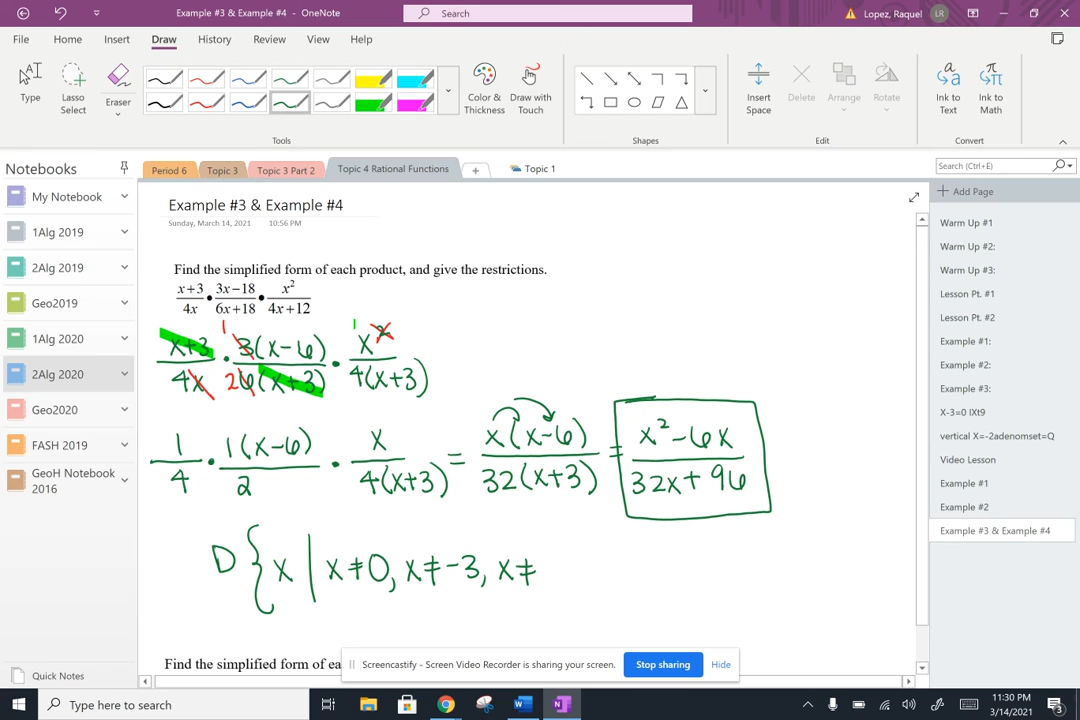 Example #3 & Example #4 - OneNote
Search
Lopez, Raquel
LR
File Home Insert Draw History Review View Help
Type
Lasso Select
Eraser
Color & Thickness
Draw with Touch
Insert Space
Delete
Arrange
Rotate
Ink to Text
Ink to Math
Tools
Shapes
Edit
Convert
Notebooks
Period 6
Topic 3
Topic 3 Part 2
Topic 4 Rational Functions
Topic 1
Search (Ctrl+E)
My Notebook
1Alg 2019
2Alg 2019
Geo2019
1Alg 2020
2Alg 2020
Geo2020
FASH 2019
GeoH Notebook 2016
Quick Notes
Example #3 & Example #4
Sunday, March 14, 2021 10:56 PM
Find the simplified form of each product, and give the restrictions.
x+3/4x • 3x−18/6x+18 • x²/4x+12
x+3/4x · 1 3(x-6)/2 6(x+3) · 1 x²/4(x+3)
1/4 · 1(x-6)/2 · x/4(x+3) = x(x-6)/32(x+3) = x²-6x/32x+96
D { x | x≠0, x≠-3, x≠
Find the simplified form of ea
Screencastify - Screen Video Recorder is sharing your screen.
Stop sharing
Hide
Add Page
Warm Up #1
Warm Up #2:
Warm Up #3:
Lesson Pt. #1
Lesson Pt. #2
Example #1:
Example #2:
Example #3:
X-3=0 lXt9
vertical X=-2adenomset=Q
Video Lesson
Example #1
Example #2
Example #3 & Example #4
Type here to search
11:30 PM
3/14/2021
3